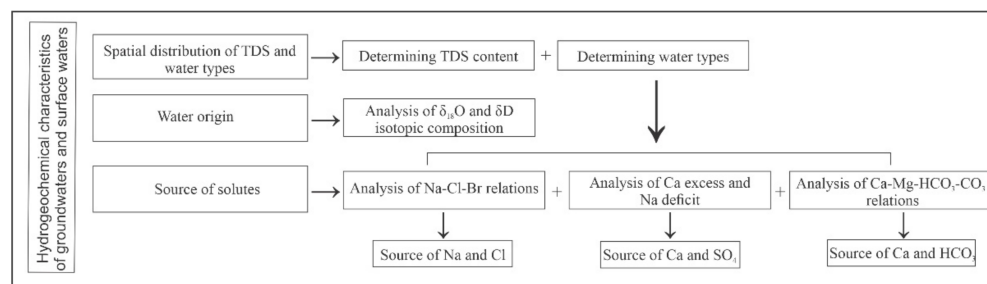 Hydrogeochemical characteristics
of groundwaters and surface waters
Spatial distribution of TDS and
water types
Determining TDS content
+
Determining water types
Water origin
Analysis of δ₁₈O and δD
isotopic composition
Source of solutes
Analysis of Na-Cl-Br relations
+
Analysis of Ca excess and
Na deficit
+
Analysis of Ca-Mg-HCO₃-CO₃
relations
Source of Na and Cl
Source of Ca and SO₄
Source of Ca and HCO₃